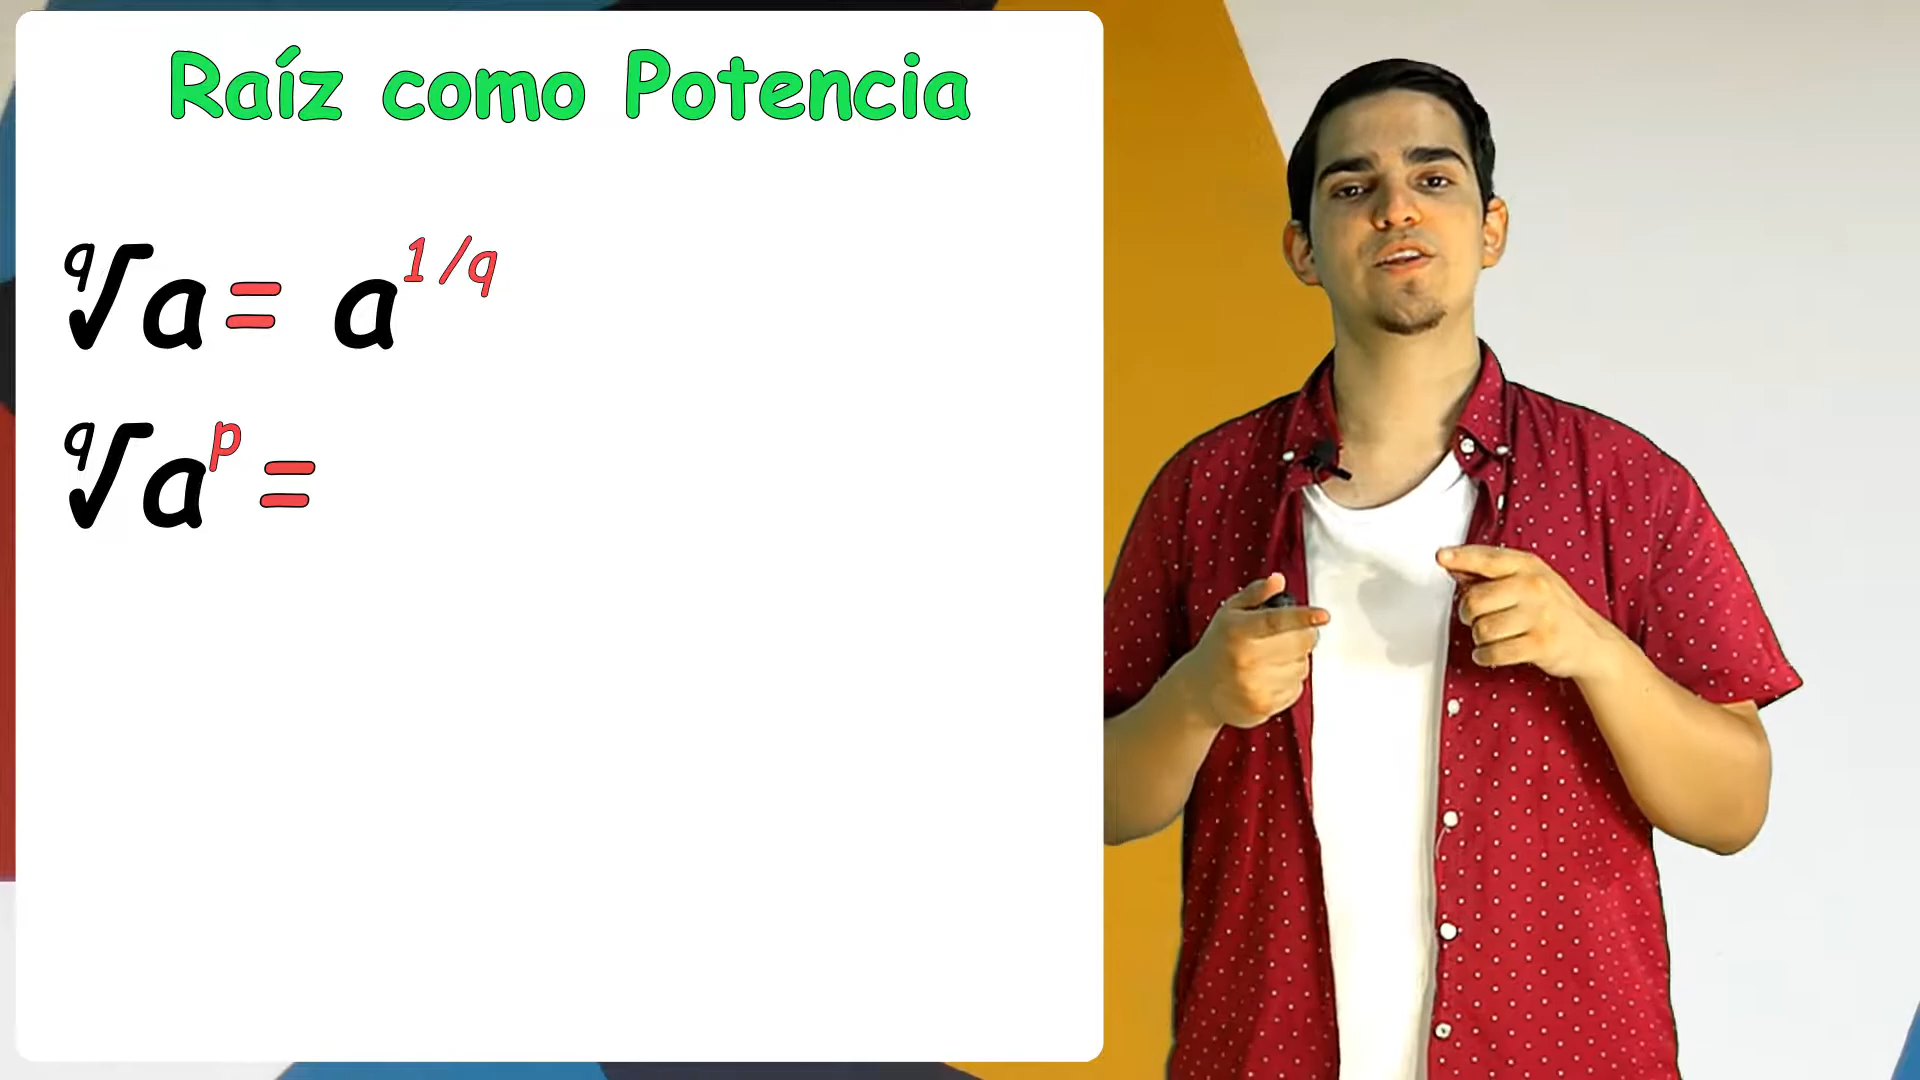 Raíz como Potencia
q√a = a^1/q
q√a^p =